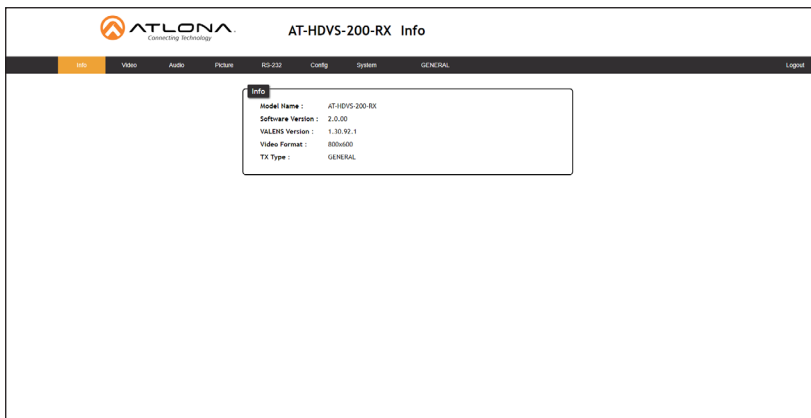 ATLONA.
Connecting Technology
AT-HDVS-200-RX Info
Info Video Audio Picture RS-232 Config System GENERAL Logout
Info
Model Name : AT-HDVS-200-RX
Software Version : 2.0.00
VALENS Version : 1.30.92.1
Video Format : 800x600
TX Type : GENERAL